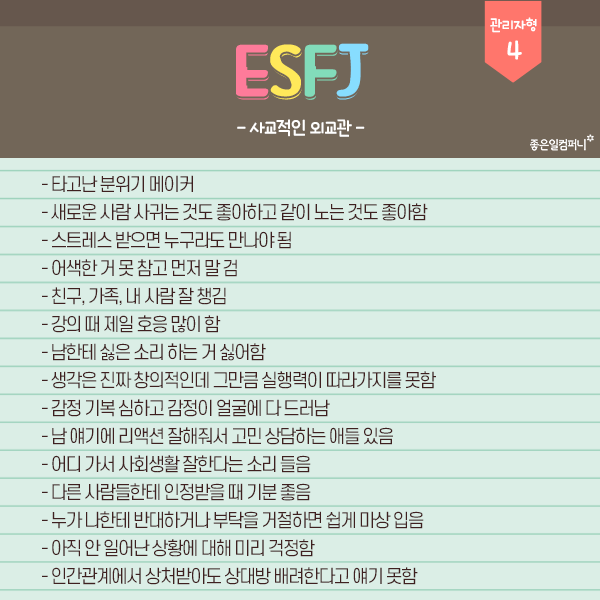 관리자형
4
ESFJ
- 사교적인 외교관 -
좋은일컴퍼니
- 타고난 분위기 메이커
- 새로운 사람 사귀는 것도 좋아하고 같이 노는 것도 좋아함
- 스트레스 받으면 누구라도 만나야 됨
- 어색한 거 못 참고 먼저 말 검
- 친구, 가족, 내 사람 잘 챙김
- 강의 때 제일 호응 많이 함
- 남한테 싫은 소리 하는 거 싫어함
- 생각은 진짜 창의적인데 그만큼 실행력이 따라가지를 못함
- 감정 기복 심하고 감정이 얼굴에 다 드러남
- 남 얘기에 리액션 잘해줘서 고민 상담하는 애들 있음
- 어디 가서 사회생활 잘한다는 소리 들음
- 다른 사람들한테 인정받을 때 기분 좋음
- 누가 나한테 반대하거나 부탁을 거절하면 쉽게 마상 입음
- 아직 안 일어난 상황에 대해 미리 걱정함
- 인간관계에서 상처받아도 상대방 배려한다고 얘기 못함